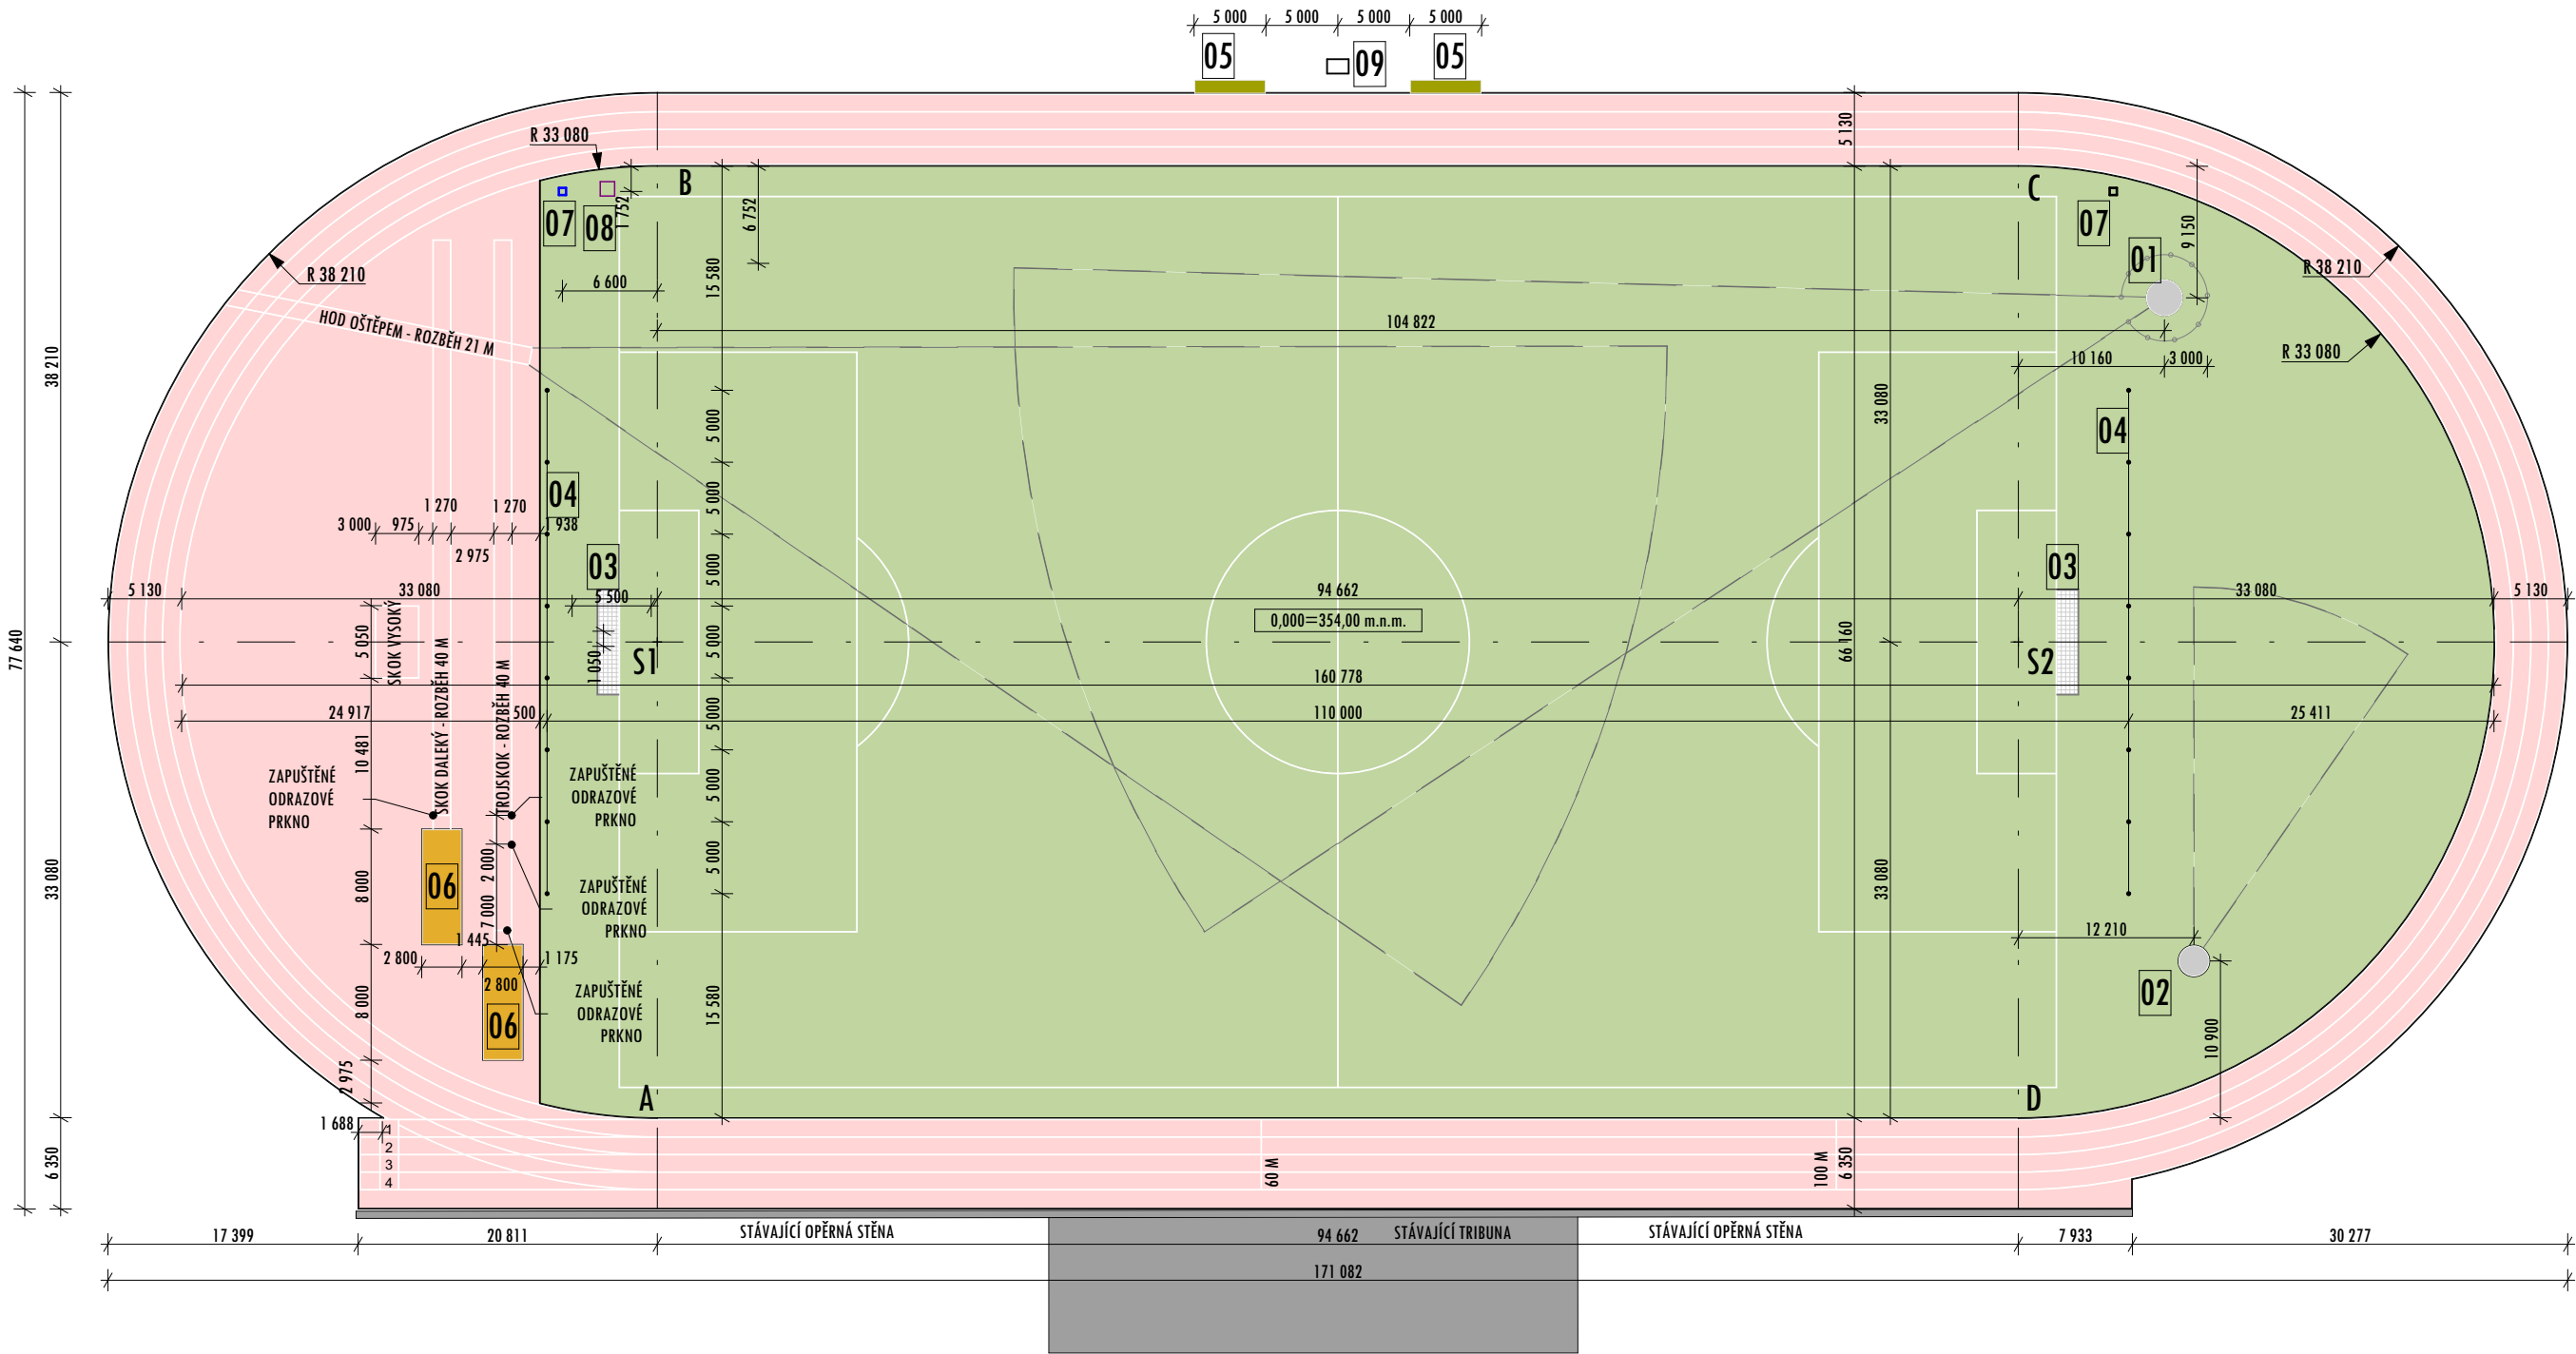 5 000 5 000 5 000 5 000
05 09 05
R 33 080
5 130
B
C
07 08
1 752
6 752
15 580
07
01
9 150
R 38 210
R 38 210
6 600
HOD OŠTĚPEM - ROZBĚH 21 M
104 822
10 160 3 000
R 33 080
38 210
33 080
5 000
04
04
5 000
1 270 1 270
3 000 975 1 938
2 975
03
5 000
03
5 130 33 080 5 500 94 662 33 080 5 130
0,000=354,00 m.n.m.
77 640
5 050
SKOK VYSOKÝ
SKOK DALEKÝ - ROZBĚH 40 M
TROJSKOK - ROZBĚH 40 M
1 050
S1
5 000
66 160
S2
160 778
24 917 500 110 000 25 411
5 000
10 481
ZAPUŠTĚNÉ
ODRAZOVÉ
PRKNO
ZAPUŠTĚNÉ
ODRAZOVÉ
PRKNO
5 000
33 080
8 000
06
2 000
7 000
ZAPUŠTĚNÉ
ODRAZOVÉ
PRKNO
5 000
33 080
12 210
1 445
2 800 1 175
2 800
8 000
06
ZAPUŠTĚNÉ
ODRAZOVÉ
PRKNO
15 580
02
10 900
2 975
A
D
1 688
1
2
3
4
6 350
60 M
100 M
6 350
STÁVAJÍCÍ OPĚRNÁ STĚNA STÁVAJÍCÍ TRIBUNA STÁVAJÍCÍ OPĚRNÁ STĚNA
17 399 20 811 94 662 7 933 30 277
171 082